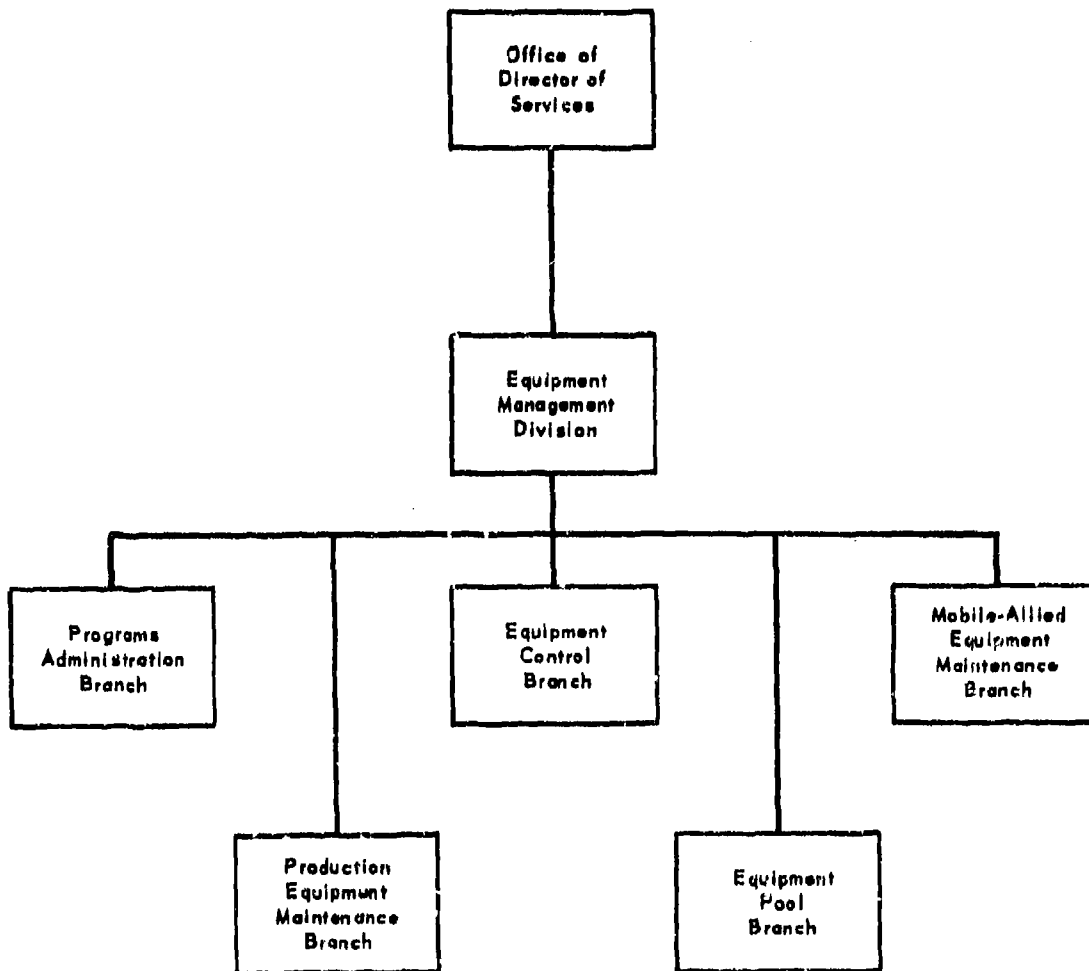 Office of
Director of
Services
Equipment
Management
Division
Programs
Administration
Branch
Equipment
Control
Branch
Mobile-Allied
Equipment
Maintenance
Branch
Production
Equipment
Maintenance
Branch
Equipment
Pool
Branch